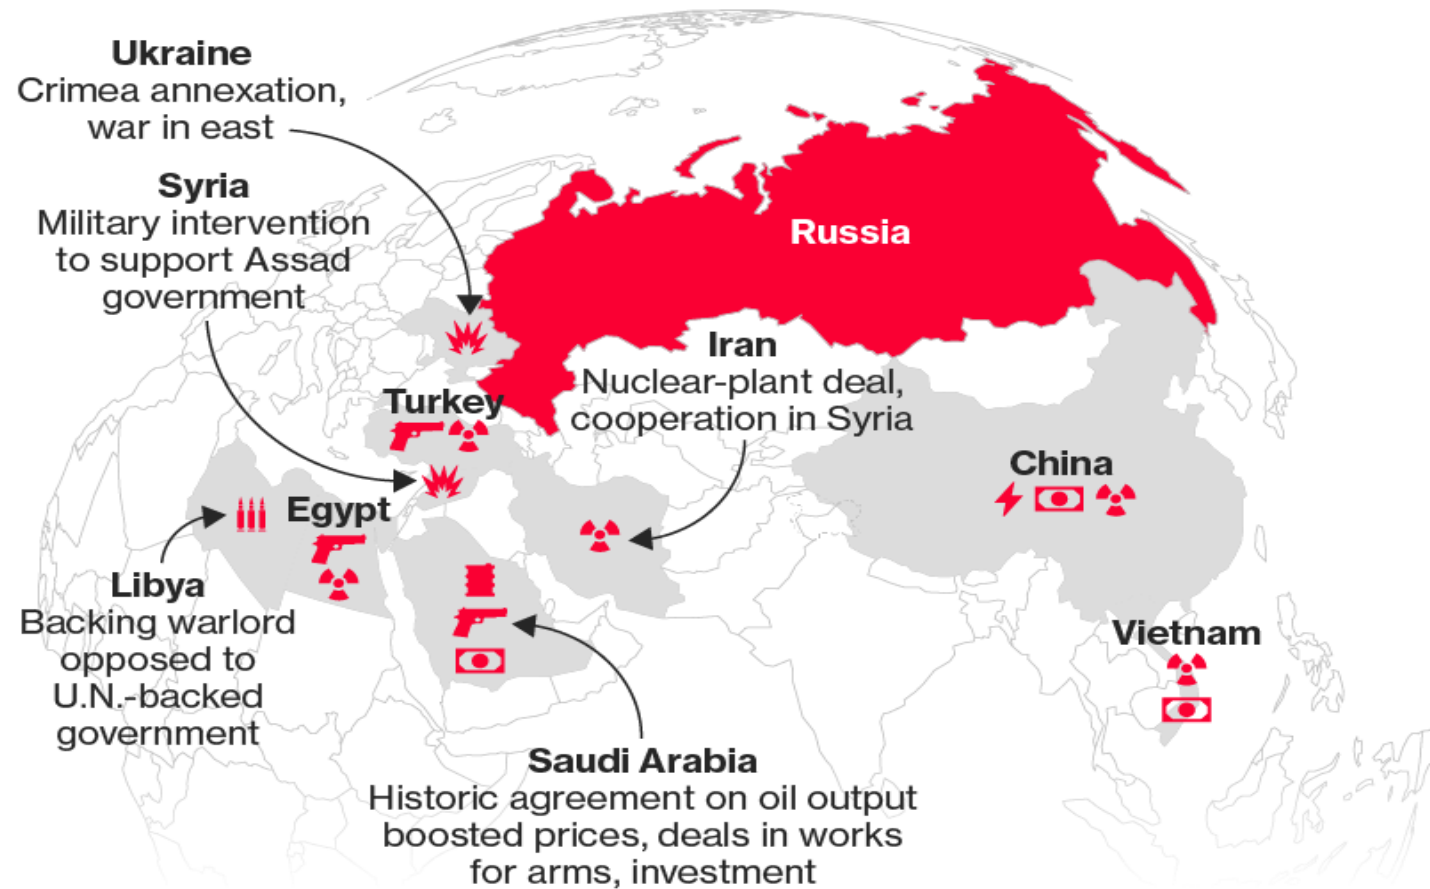 Ukraine
Crimea annexation,
war in east
Syria
Military intervention
to support Assad
government
Russia
Iran
Nuclear-plant deal,
cooperation in Syria
Turkey
China
Egypt
Libya
Backing warlord
opposed to
U.N.-backed
government
Vietnam
Saudi Arabia
Historic agreement on oil output
boosted prices, deals in works
for arms, investment